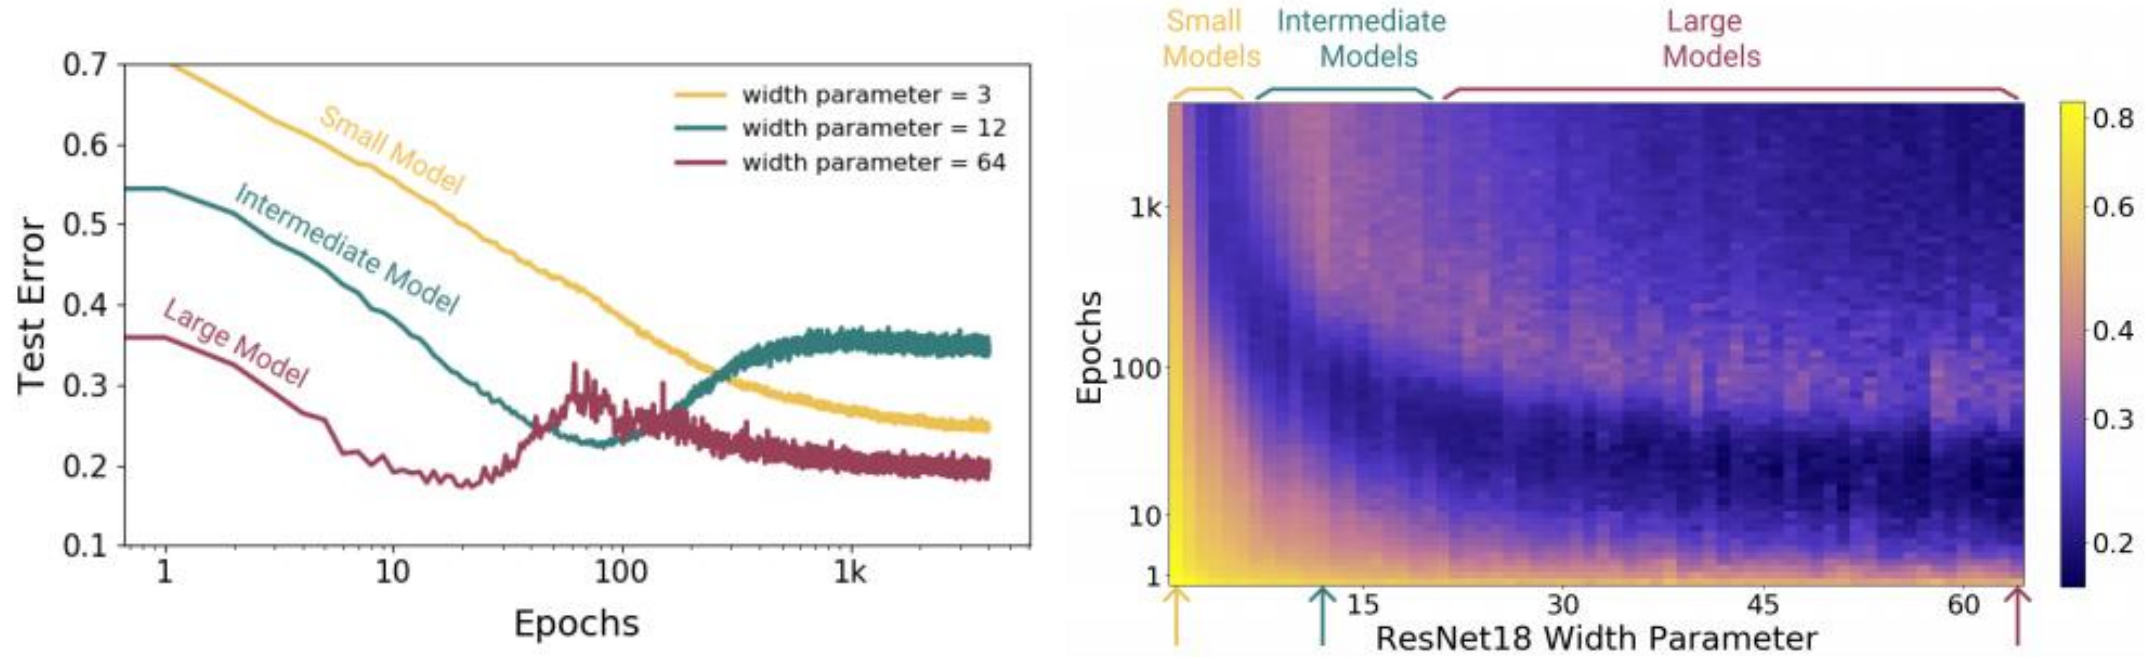 0.7
0.6
0.5
0.4
0.3
0.2
0.1
Test Error
1
10
100
1k
Epochs
Small Model
Intermediate Model
Large Model
width parameter = 3
width parameter = 12
width parameter = 64
Small
Models
Intermediate
Models
Large
Models
1k
100
10
1
Epochs
15
30
45
60
ResNet18 Width Parameter
0.8
0.6
0.4
0.3
0.2